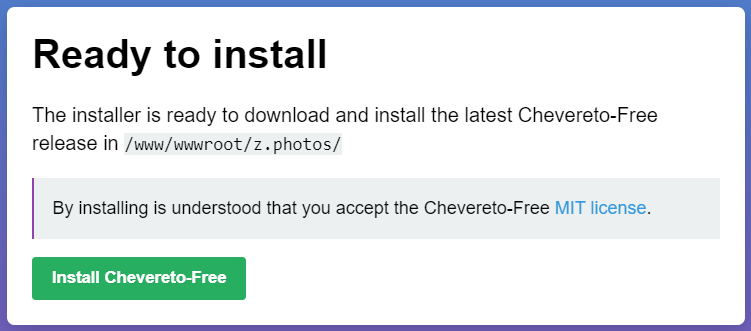 Ready to install
The installer is ready to download and install the latest Chevereto-Free
release in /www/wwwroot/z.photos/
By installing is understood that you accept the Chevereto-Free MIT license.
Install Chevereto-Free